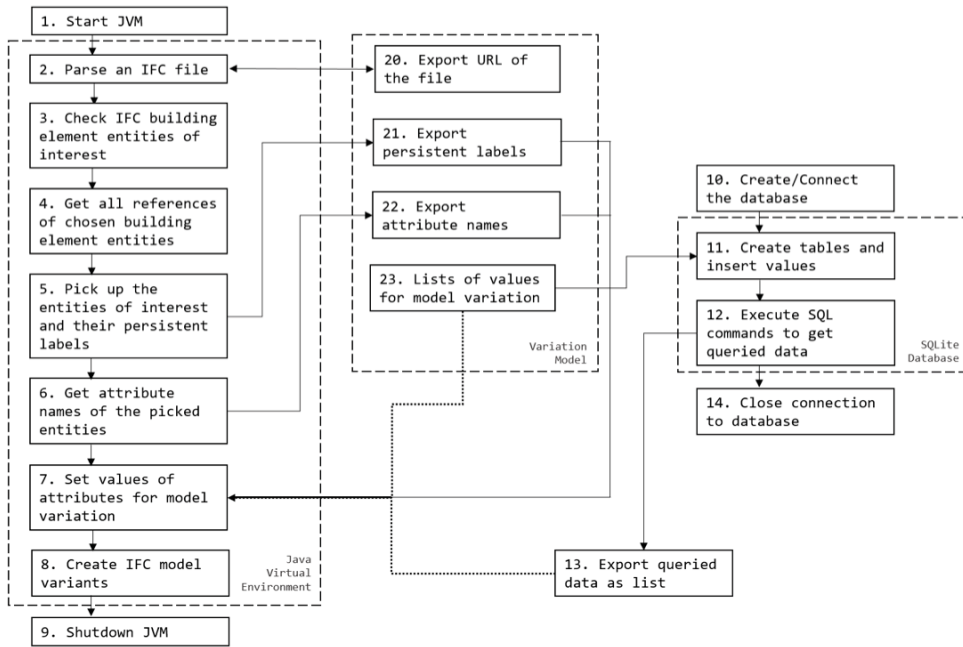 1. Start JVM
2. Parse an IFC file
3. Check IFC building
element entities of
interest
4. Get all references
of chosen building
element entities
5. Pick up the
entities of interest
and their persistent
labels
6. Get attribute
names of the picked
entities
7. Set values of
attributes for model
variation
8. Create IFC model
variants
Java
Virtual
Environment
9. Shutdown JVM
20. Export URL of
the file
21. Export
persistent labels
22. Export
attribute names
23. Lists of values
for model variation
Variation
Model
10. Create/Connect
the database
11. Create tables and
insert values
12. Execute SQL
commands to get
queried data
SQLite
Database
14. Close connection
to database
13. Export queried
data as list